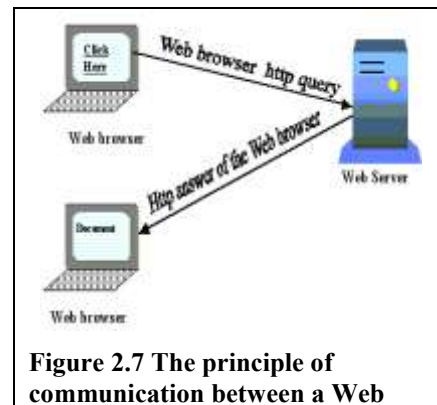 Click
Here
Web browser http query
Web browser
Web Server
Http answer of the Web browser
Document
Web browser
Figure 2.7 The principle of
communication between a Web